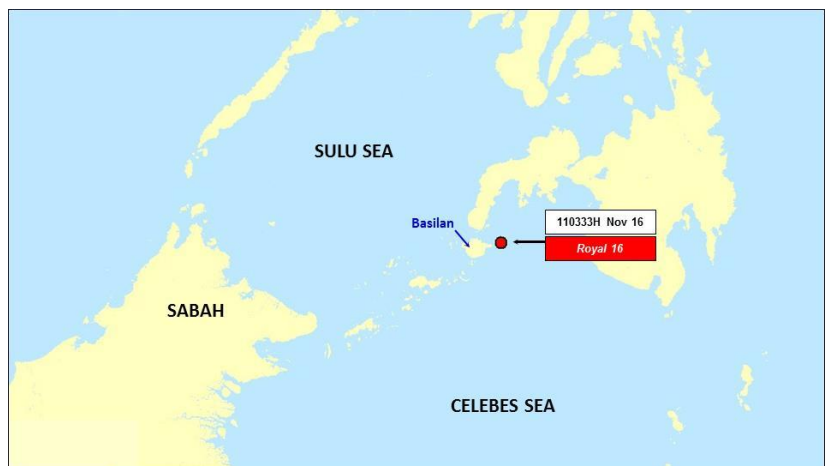 SULU SEA
110333H Nov 16
Basilan
Royal 16
SABAH
CELEBES SEA